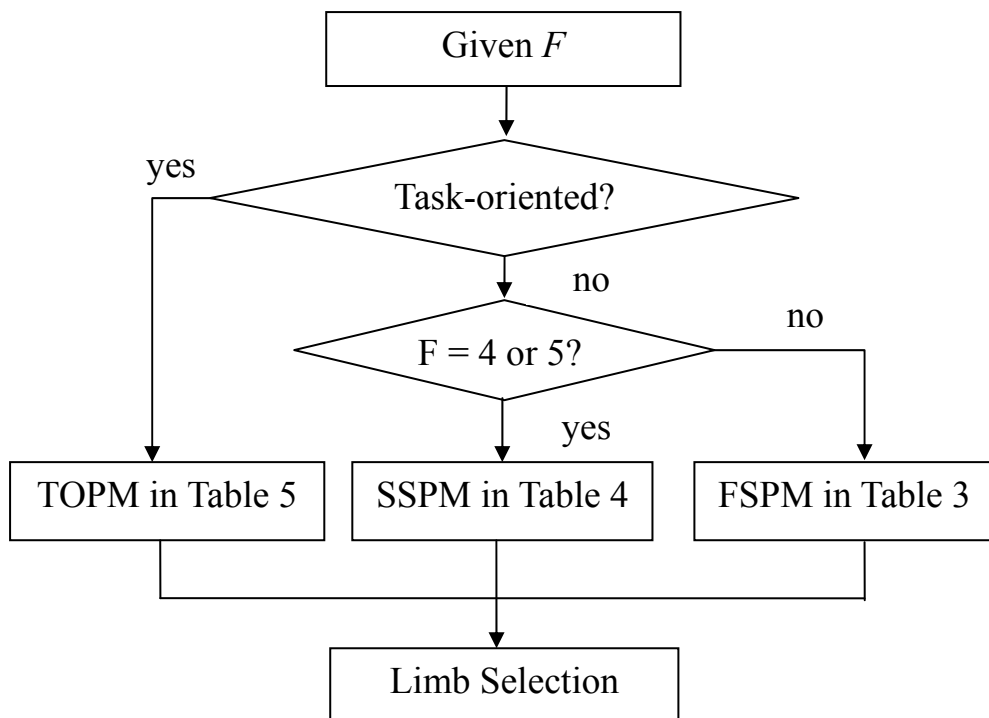 Given F
yes
Task-oriented?
no
no
F = 4 or 5?
yes
TOPM in Table 5
SSPM in Table 4
FSPM in Table 3
Limb Selection